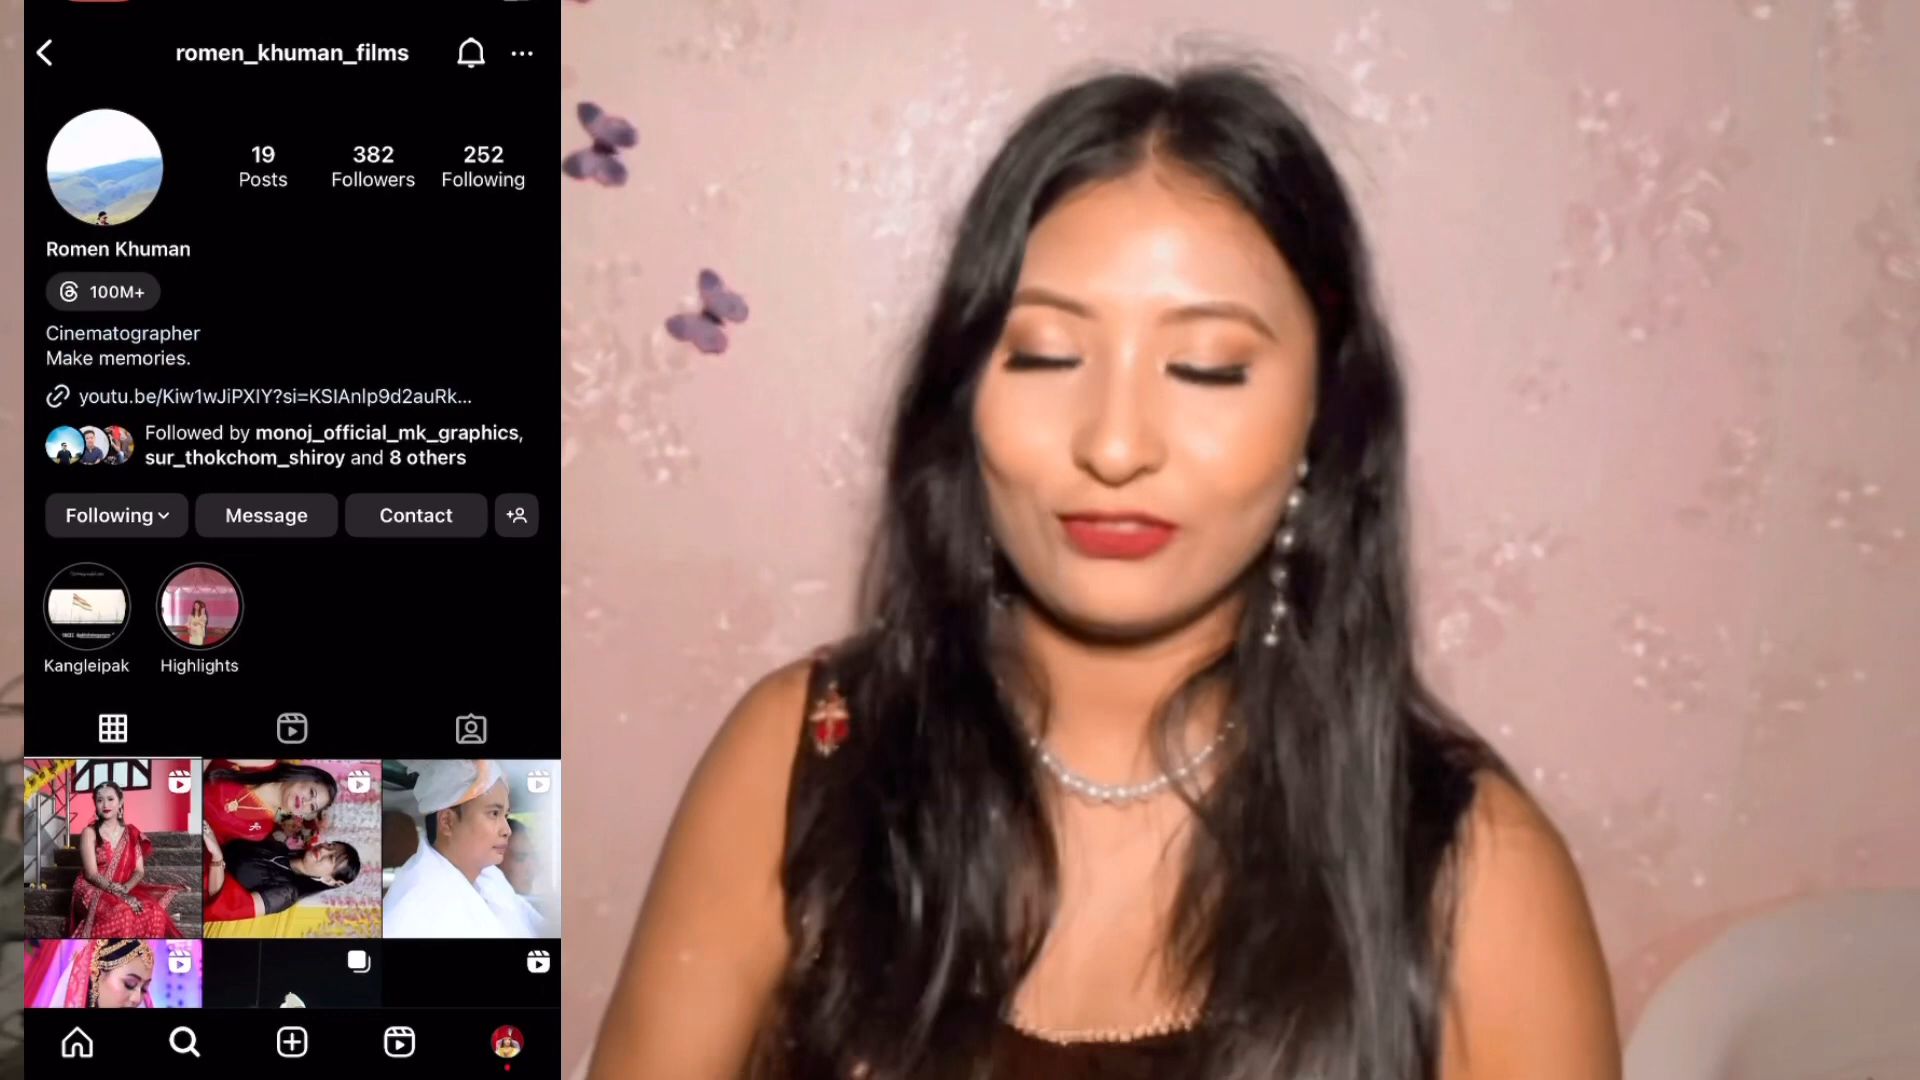 romen_khuman_films
19
Posts
382
Followers
252
Following
Romen Khuman
100M+
Cinematographer
Make memories.
youtu.be/Kiw1wJiPXIY?si=KSIAnlp9d2auRk...
Followed by monoj_official_mk_graphics,
sur_thokchom_shiroy and 8 others
Following
Message
Contact
Kangleipak
Highlights